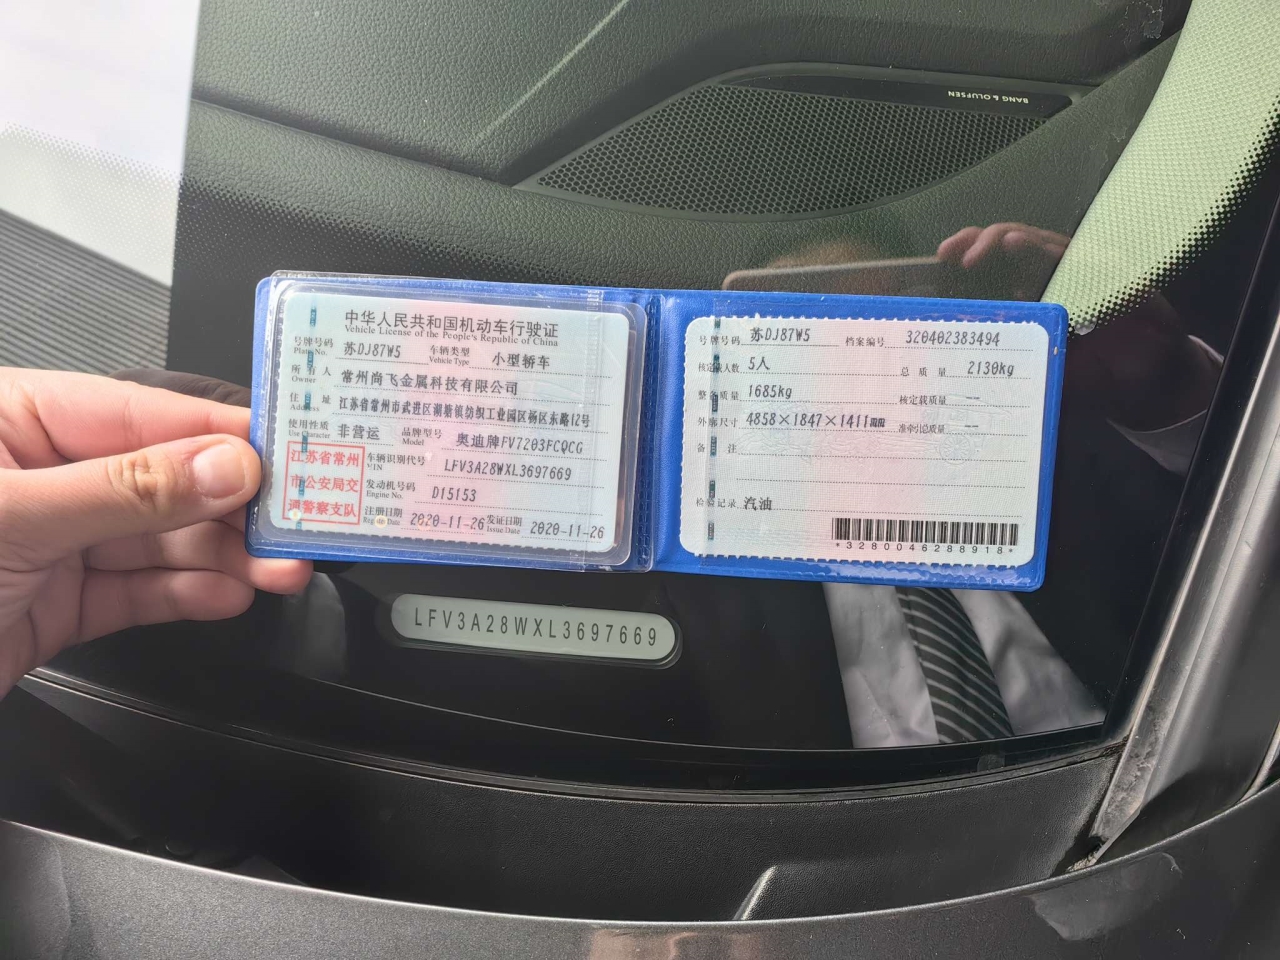 BANG & OLUFSEN
中华人民共和国机动车行驶证
Vehicle License of the People's Republic of China
号牌号码 苏DJ87W5 车辆类型 小型轿车
Plate No. Vehicle Type
所有人 常州尚飞金属科技有限公司
Owner
住址 江苏省常州市武进区湖塘镇纺织工业园区杨区东路12号
Address
使用性质 非营运 品牌型号 奥迪牌FV7203FCQCG
Use Character Model
江苏省常州
市公安局交
通警察支队
车辆识别代号 LFV3A28WXL3697669
VIN
发动机号码 D15153
Engine No.
注册日期 2020-11-26 发证日期 2020-11-26
Register Date Issue Date
号牌号码 苏DJ87W5 档案编号 320402383494
核定载人数 5人 总质量 2130kg
整备质量 1685kg 核定载质量 --
外廓尺寸 4858×1847×1411mm 准牵引总质量 --
备注
检验记录 汽油
*3280046288918*
LFV3A28WXL3697669